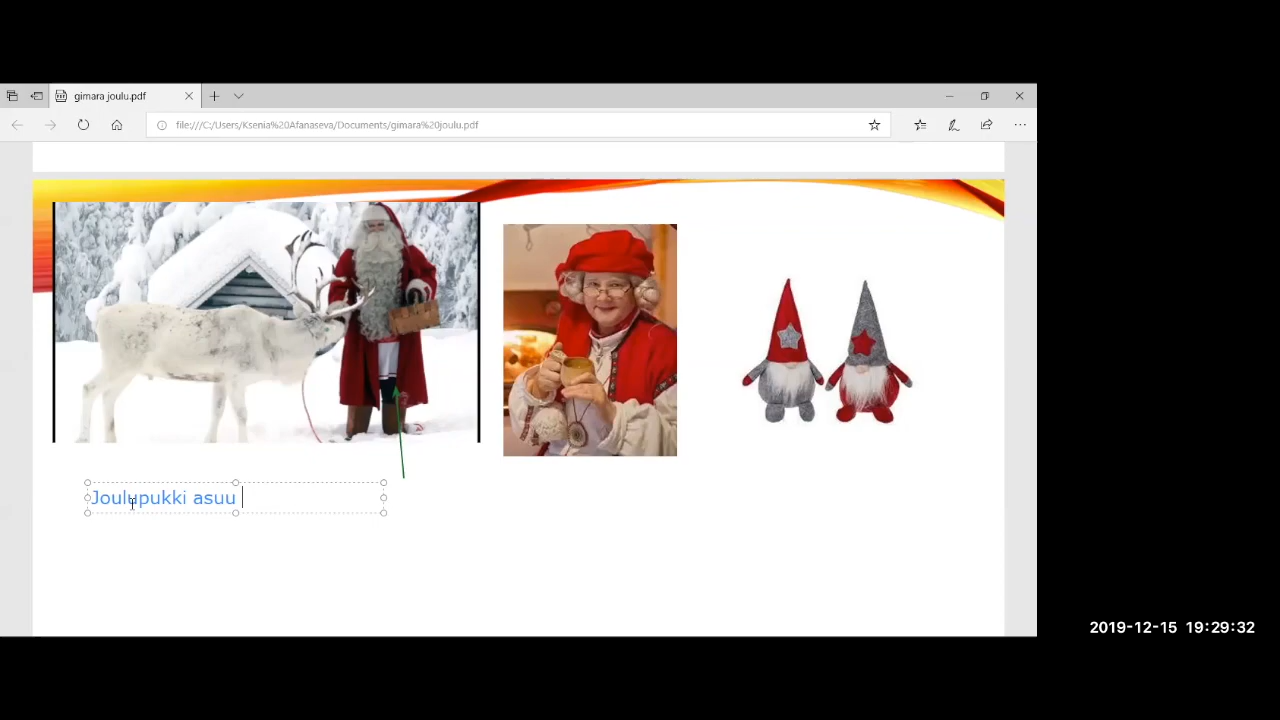 gimara joulu.pdf
file:///C:/Users/Ksenia%20Afanaseva/Documents/gimara%20joulu.pdf
Joulupukki asuu
2019-12-15 19:29:32